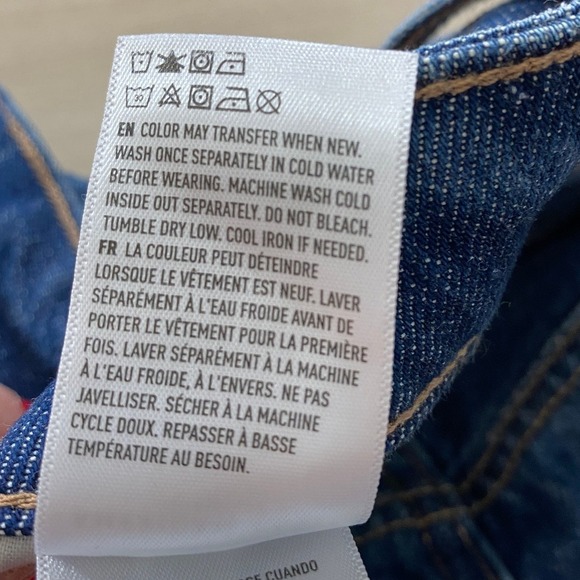 EN COLOR MAY TRANSFER WHEN NEW.
WASH ONCE SEPARATELY IN COLD WATER
BEFORE WEARING. MACHINE WASH COLD
INSIDE OUT SEPARATELY. DO NOT BLEACH.
TUMBLE DRY LOW. COOL IRON IF NEEDED.
FR LA COULEUR PEUT DÉTEINDRE
LORSQUE LE VÊTEMENT EST NEUF. LAVER
SÉPARÉMENT À L'EAU FROIDE AVANT DE
PORTER LE VÊTEMENT POUR LA PREMIÈRE
FOIS. LAVER SÉPARÉMENT À LA MACHINE
À L'EAU FROIDE, À L'ENVERS. NE PAS
JAVELLISER. SÉCHER À LA MACHINE
CYCLE DOUX. REPASSER À BASSE
TEMPÉRATURE AU BESOIN.
CUANDO